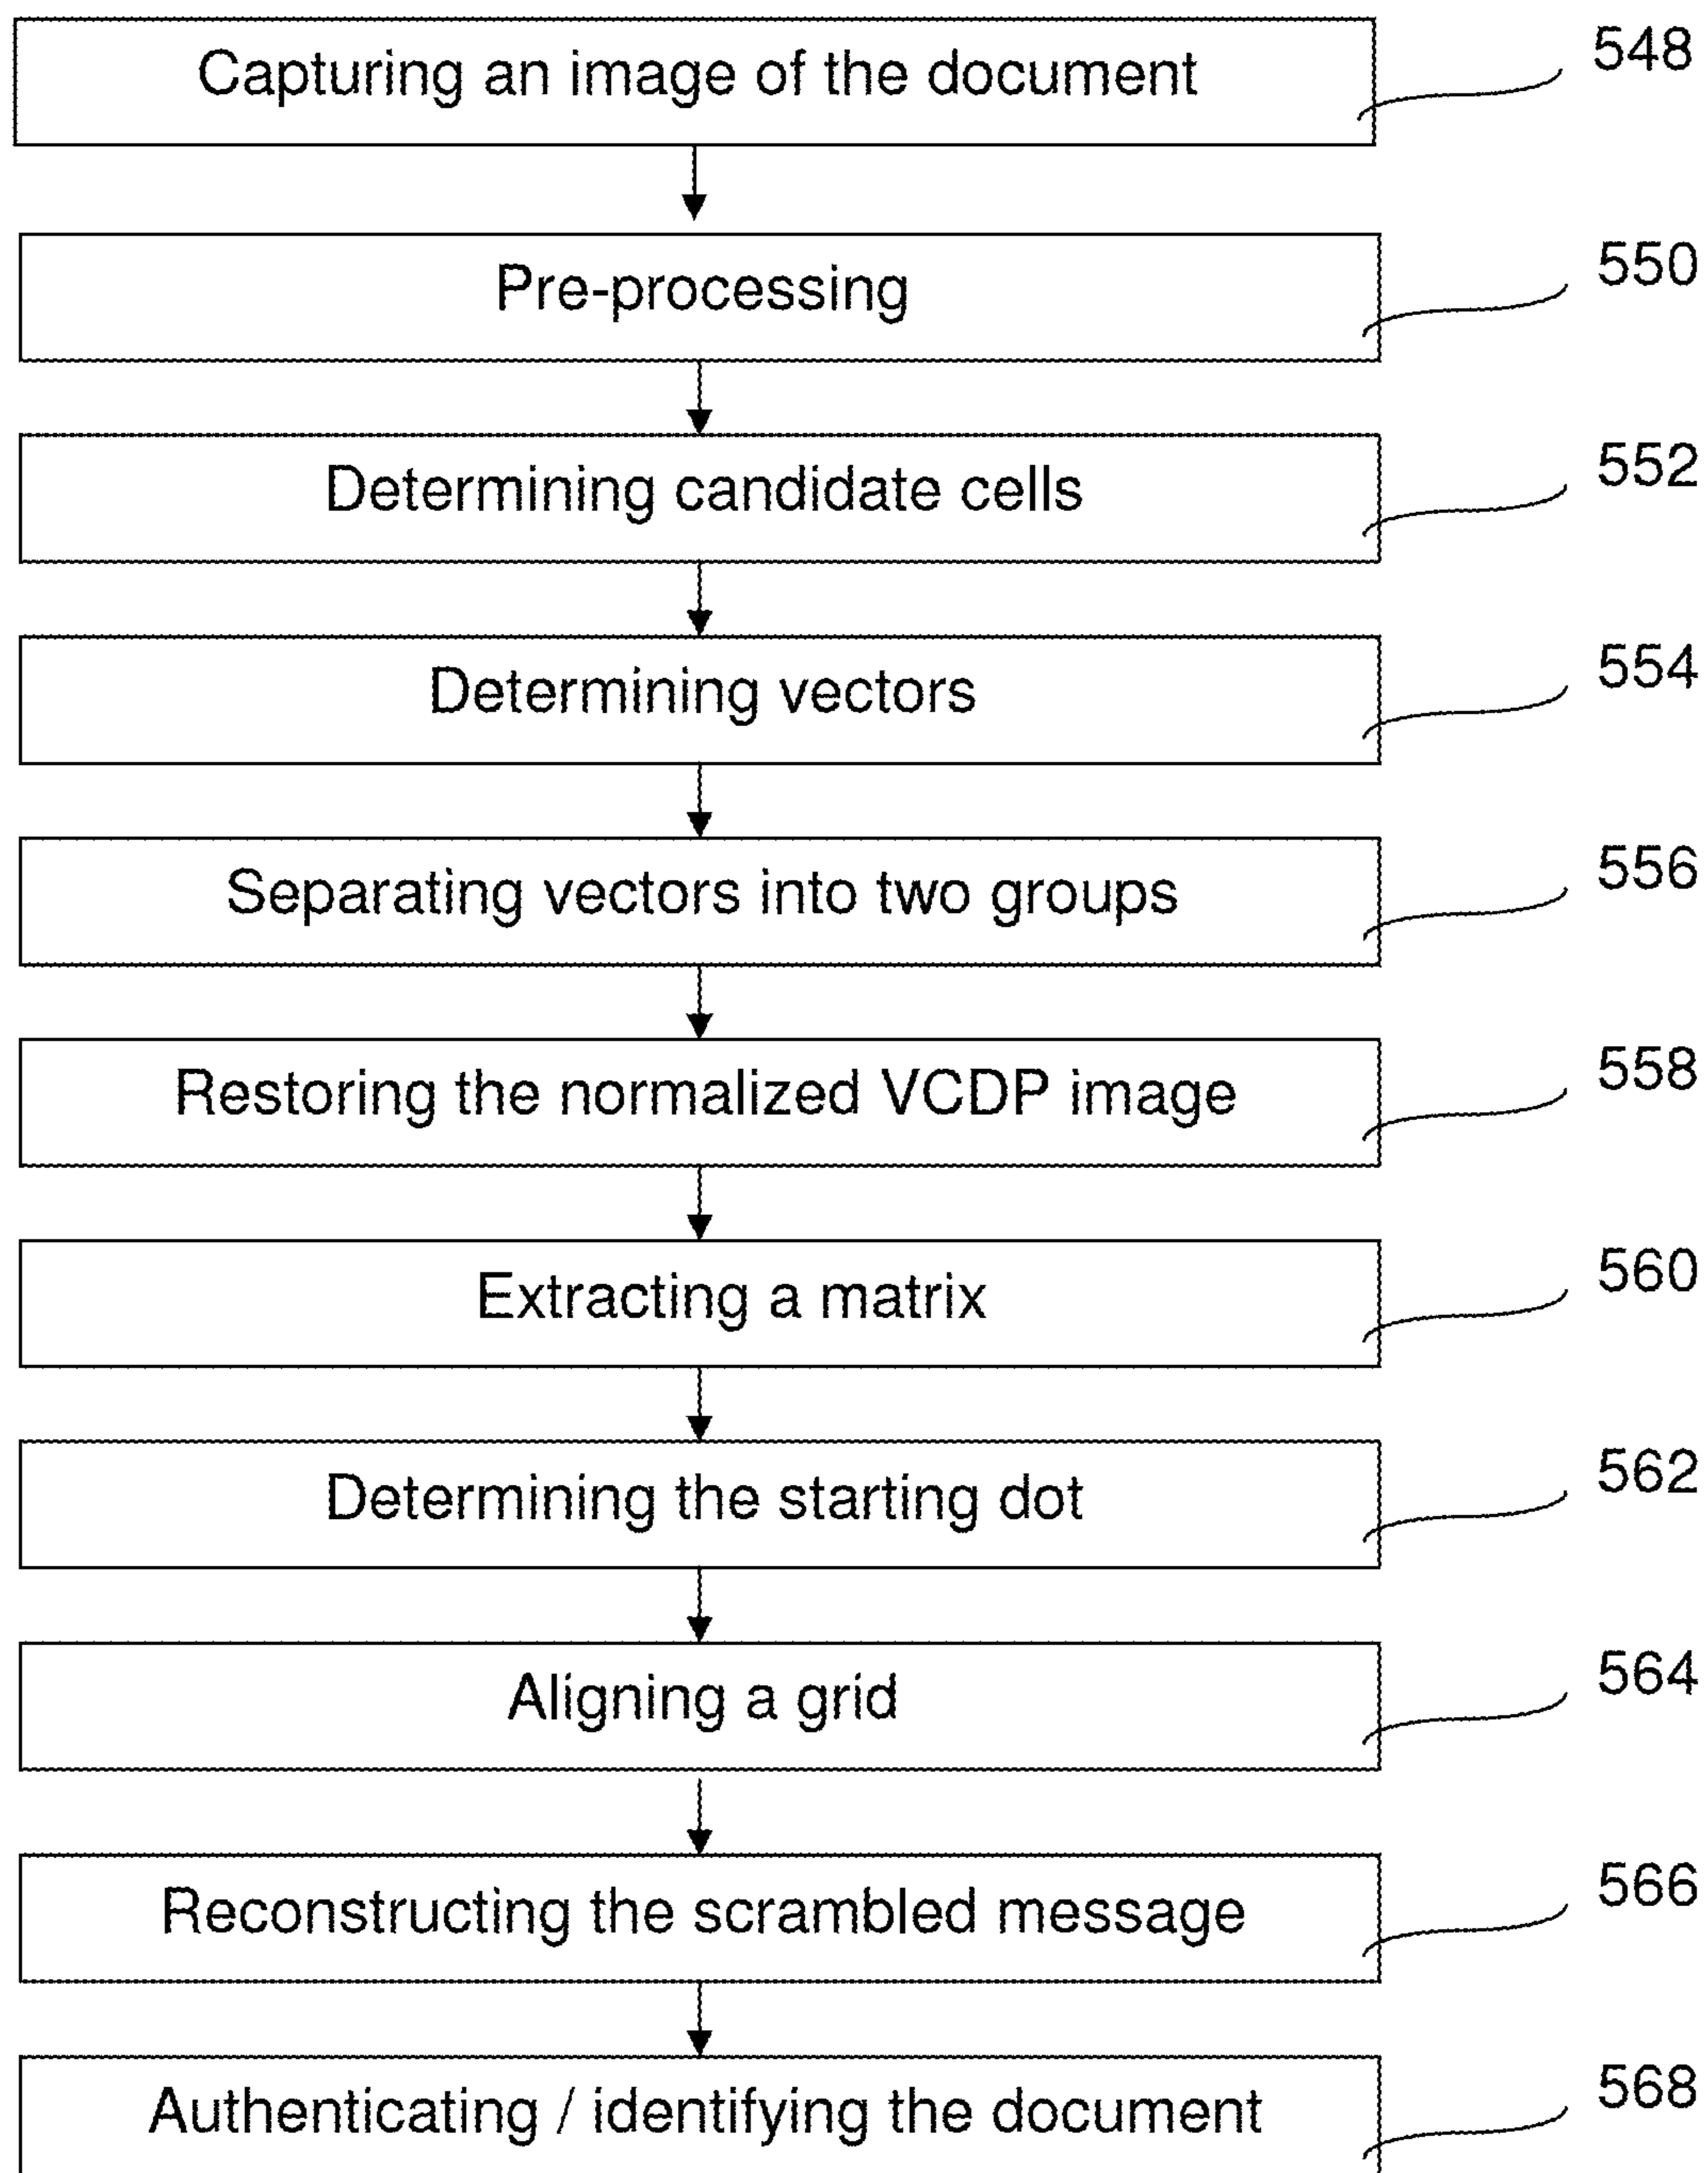 Capturing an image of the document 548
Pre-processing 550
Determining candidate cells 552
Determining vectors 554
Separating vectors into two groups 556
Restoring the normalized VCDP image 558
Extracting a matrix 560
Determining the starting dot 562
Aligning a grid 564
Reconstructing the scrambled message 566
Authenticating / identifying the document 568